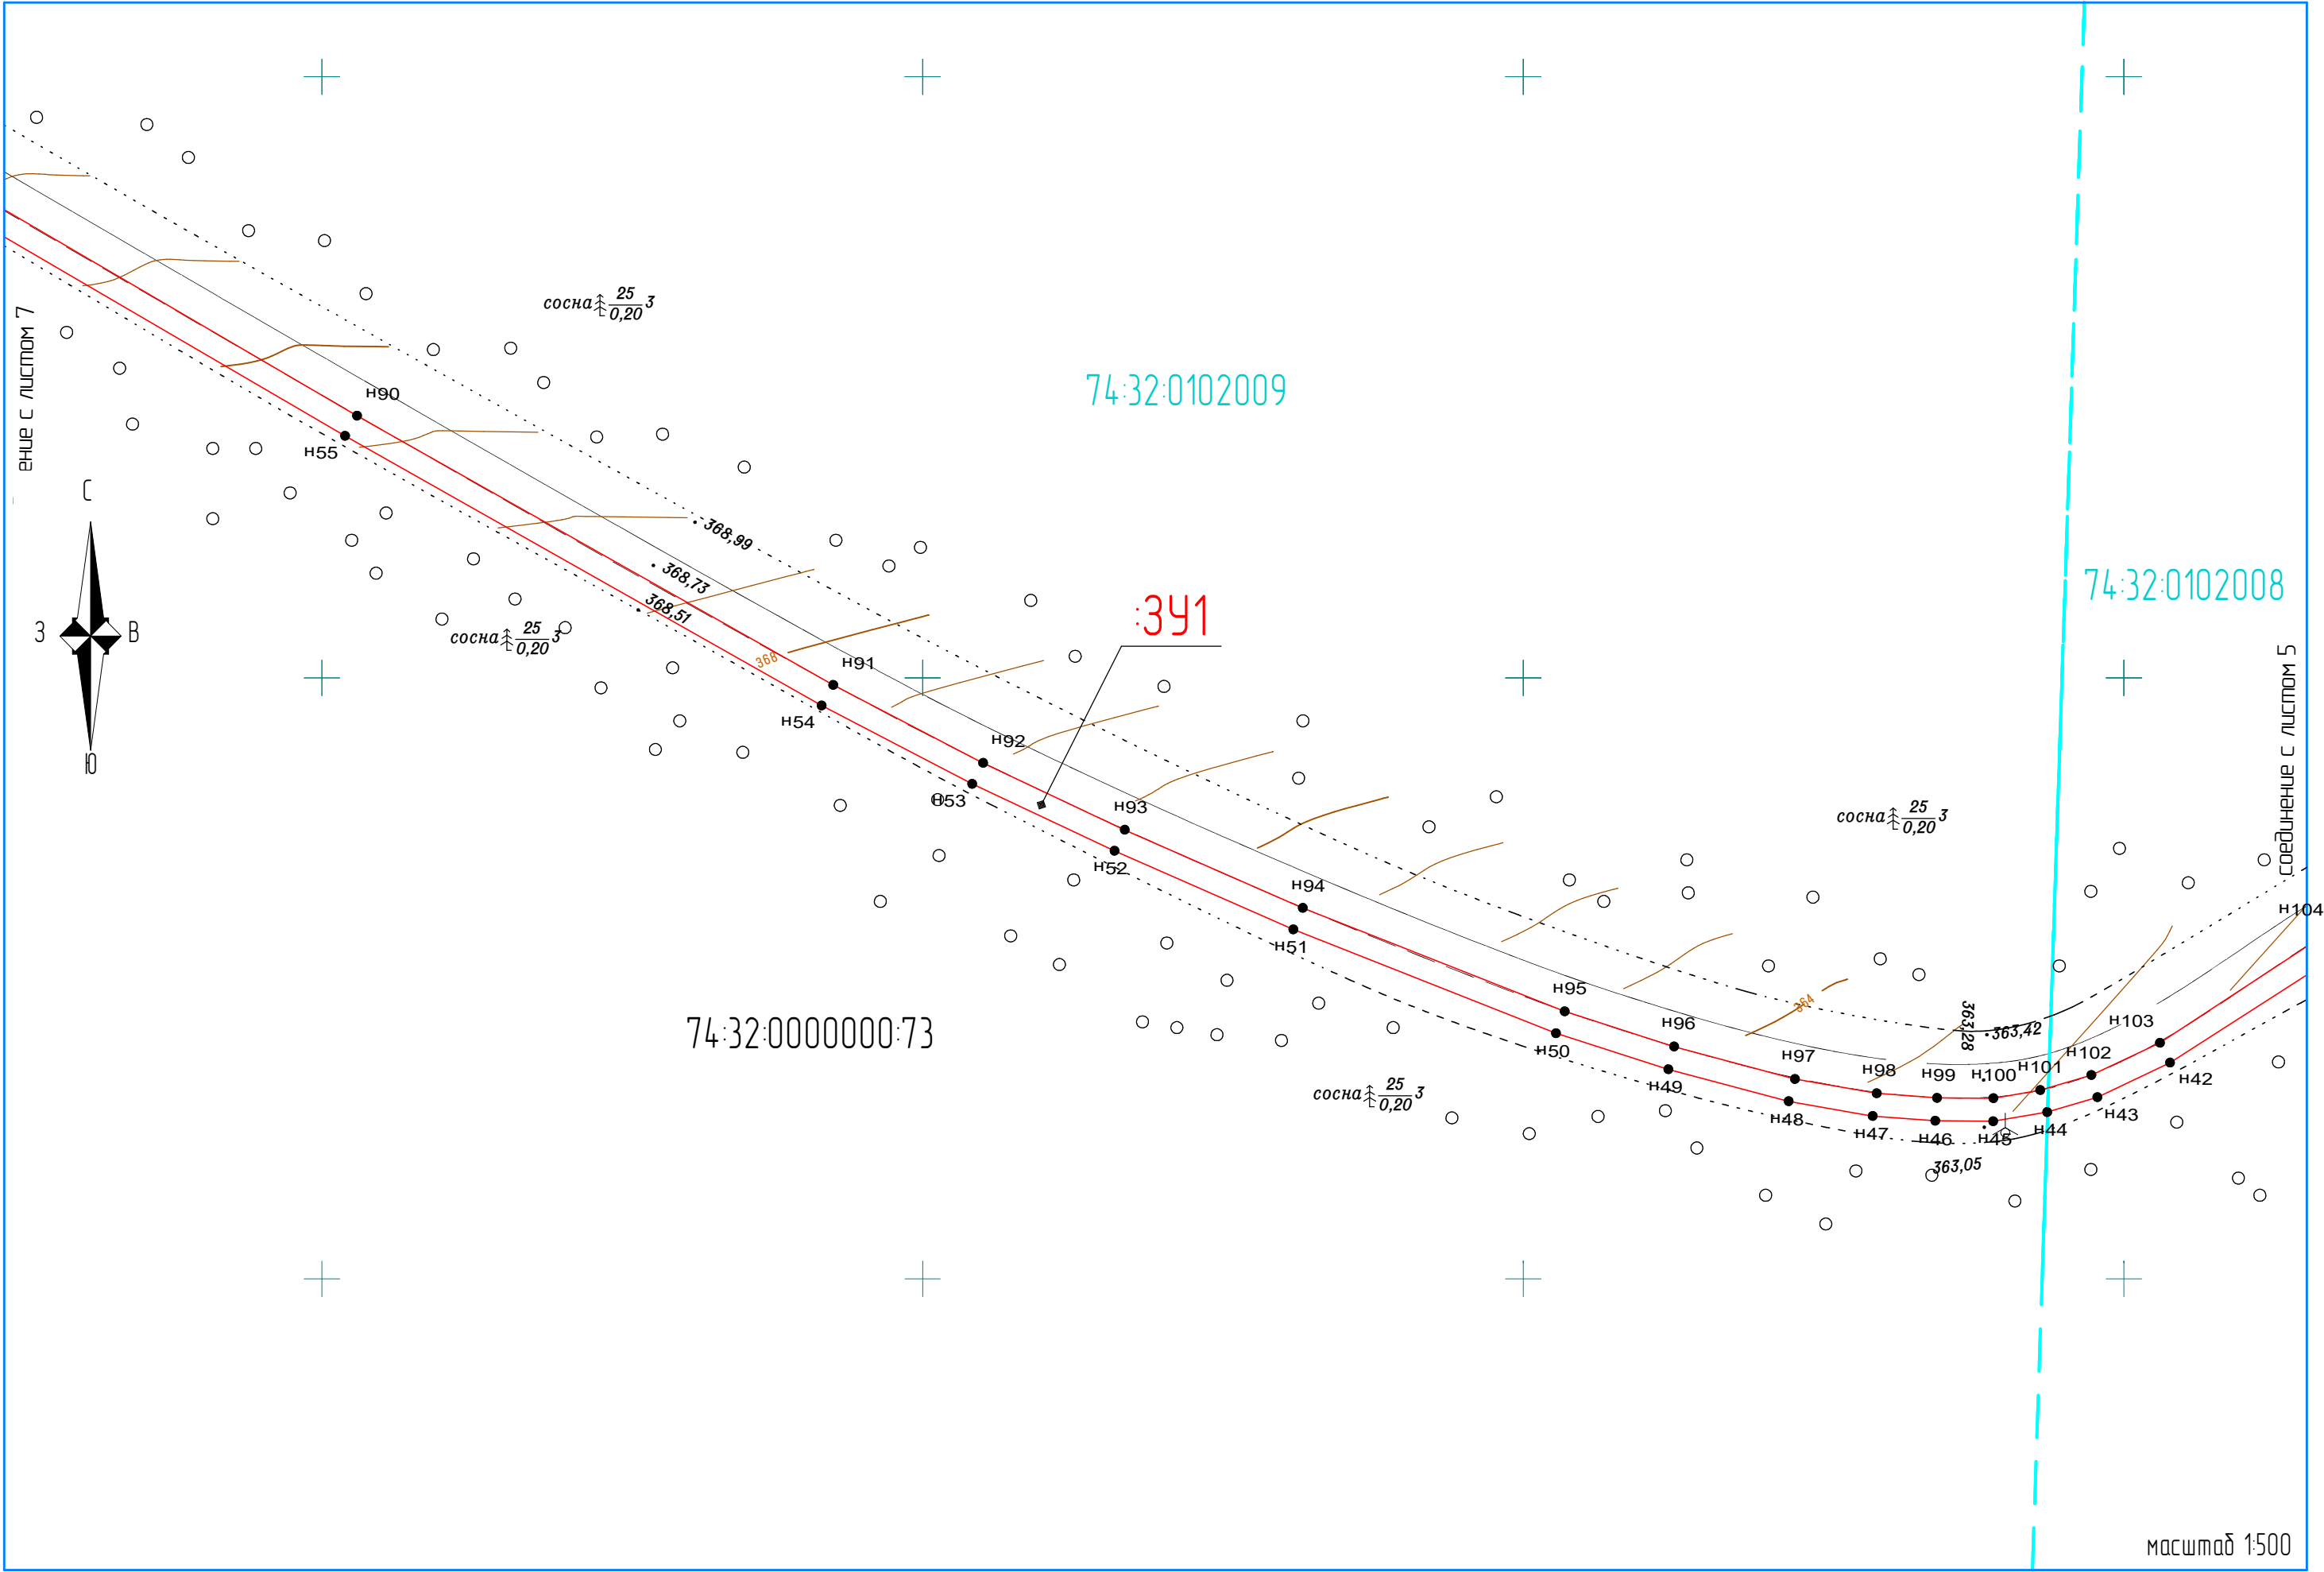 сосна 25 3
0,20
74:32:0102009
ение с листом 7
н90
н55
С
368,99
368,73
74:32:0102008
:ЗУ1
368,51
сосна 25 3
0,20
З
В
соединение с листом 5
368
н91
н54
н92
Ю
н53
н93
сосна 25 3
0,20
н52
н94
н104
н51
н95
364
363,28
363,42
н96
н103
74:32:0000000:73
н50
н97
н102
н98
н99
н100
н101
н49
н42
сосна 25 3
0,20
н48
н47
н46
н45
н44
н43
363,05
масштаб 1:500